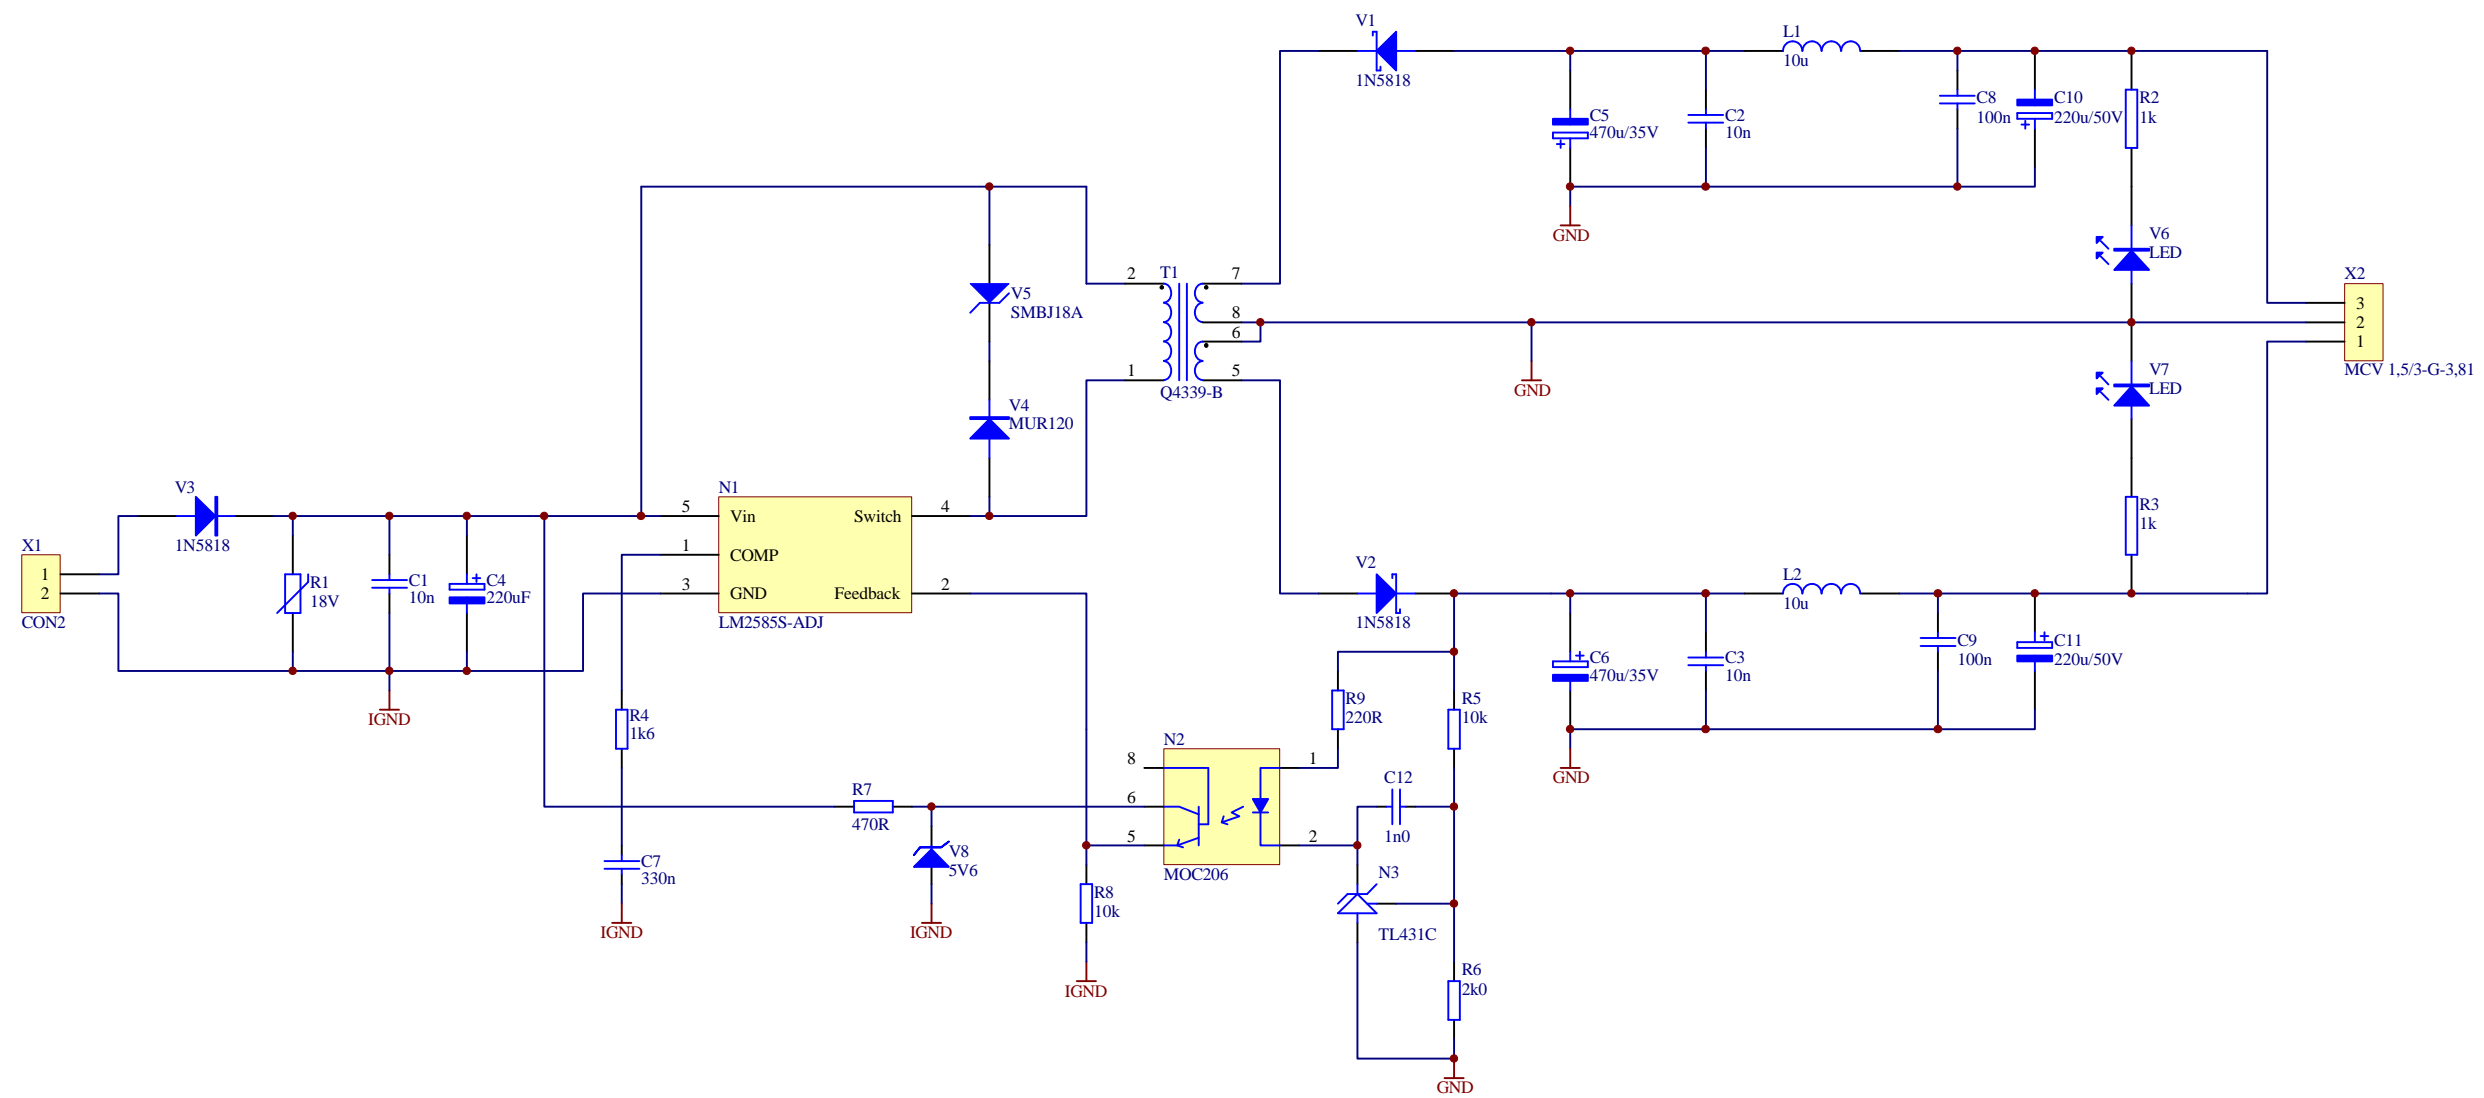 V1
1N5818
L1
10u
C5
470u/35V
C2
10n
C8
100n
C10
220u/50V
R2
1k
GND
V6
LED
X2
3
2
1
MCV 1,5/3-G-3,81
2
T1
7
8
6
1
5
Q4339-B
V5
SMBJ18A
V4
MUR120
GND
V7
LED
R3
1k
V3
1N5818
X1
1
2
CON2
R1
18V
C1
10n
C4
220uF
IGND
N1
5
Vin
Switch
4
1
COMP
3
GND
Feedback
2
LM2585S-ADJ
V2
1N5818
L2
10u
C6
470u/35V
C3
10n
C9
100n
C11
220u/50V
GND
R4
1k6
C7
330n
IGND
R7
470R
V8
5V6
IGND
R8
10k
IGND
N2
8
6
5
1
2
MOC206
R9
220R
R5
10k
C12
1n0
N3
TL431C
R6
2k0
GND